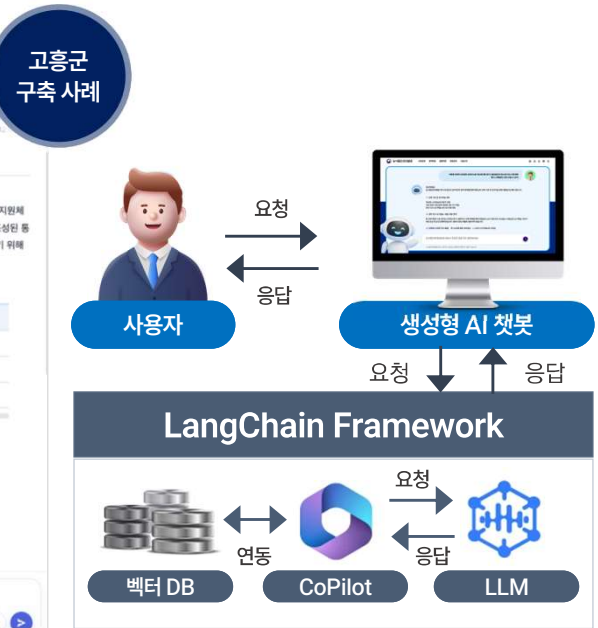 고흥군
구축 사례
지원체
성된 통
기 위해
요청
응답
사용자
생성형 AI 챗봇
요청
응답
LangChain Framework
요청
연동
응답
벡터 DB
CoPilot
LLM